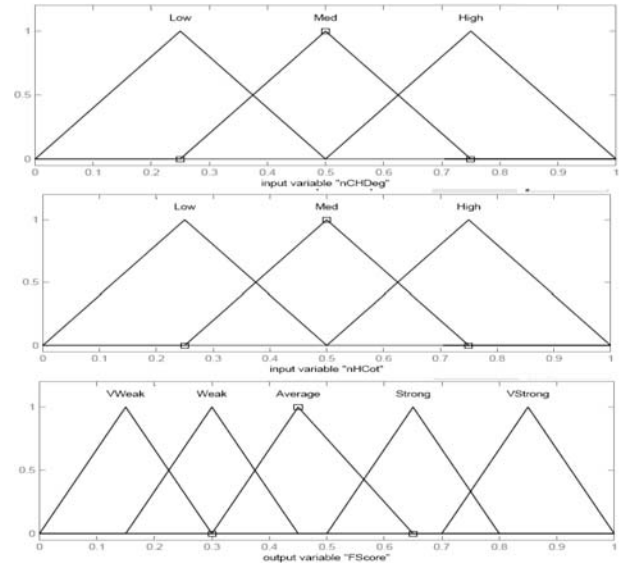 Low Med High
1
0.5
0
0 0.1 0.2 0.3 0.4 0.5 0.6 0.7 0.8 0.9 1
input variable "nCHDeg"
Low Med High
1
0.5
0
0 0.1 0.2 0.3 0.4 0.5 0.6 0.7 0.8 0.9 1
input variable "nHCot"
VWeak Weak Average Strong VStrong
1
0.5
0
0 0.1 0.2 0.3 0.4 0.5 0.6 0.7 0.8 0.9 1
output variable "FScore"